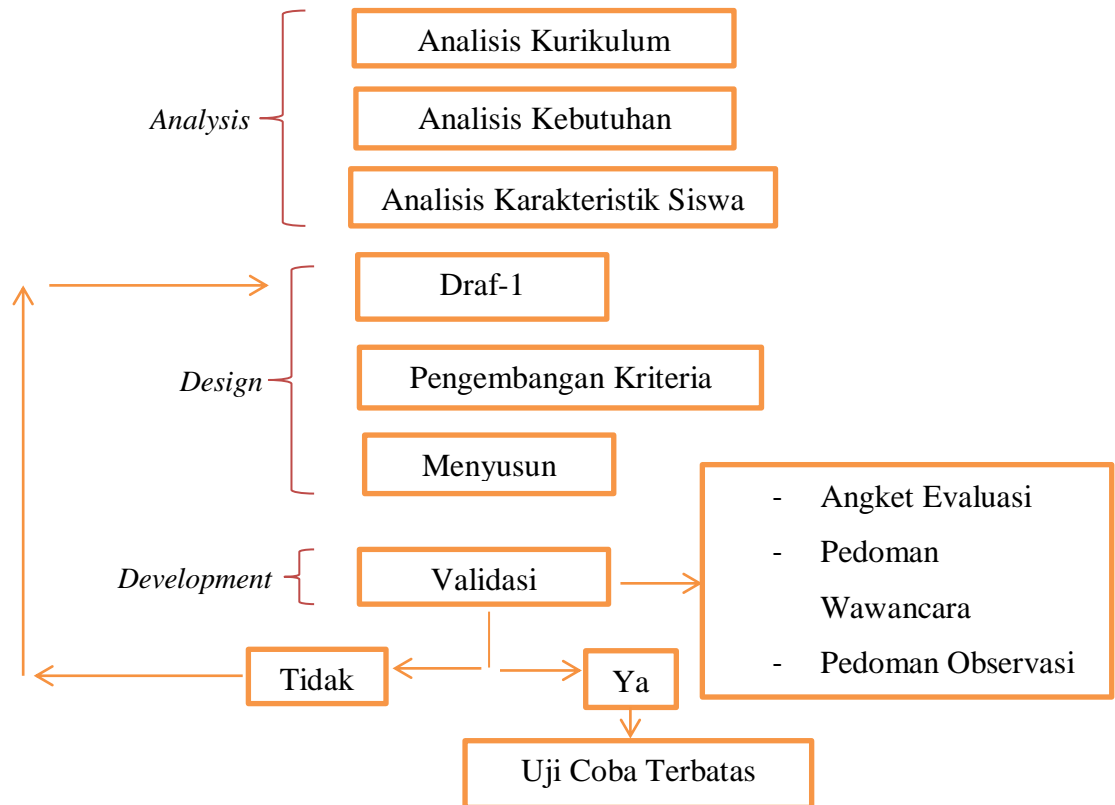 Analisis Kurikulum
Analysis
Analisis Kebutuhan
Analisis Karakteristik Siswa
Draf-1
Design
Pengembangan Kriteria
Menyusun
- Angket Evaluasi
- Pedoman
Wawancara
- Pedoman Observasi
Development
Validasi
Tidak
Ya
Uji Coba Terbatas